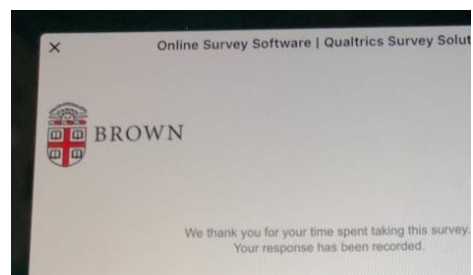 × Online Survey Software | Qualtrics Survey Solut
BROWN
We thank you for your time spent taking this survey.
Your response has been recorded.